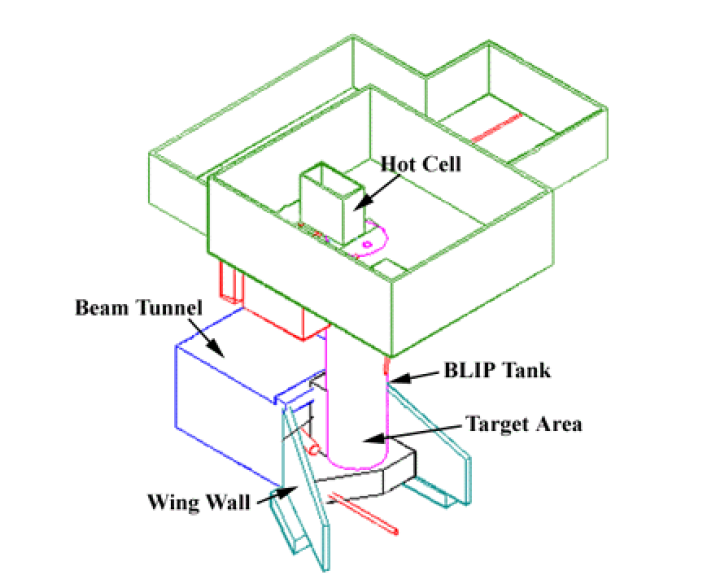 Hot Cell
Beam Tunnel
BLIP Tank
Target Area
Wing Wall